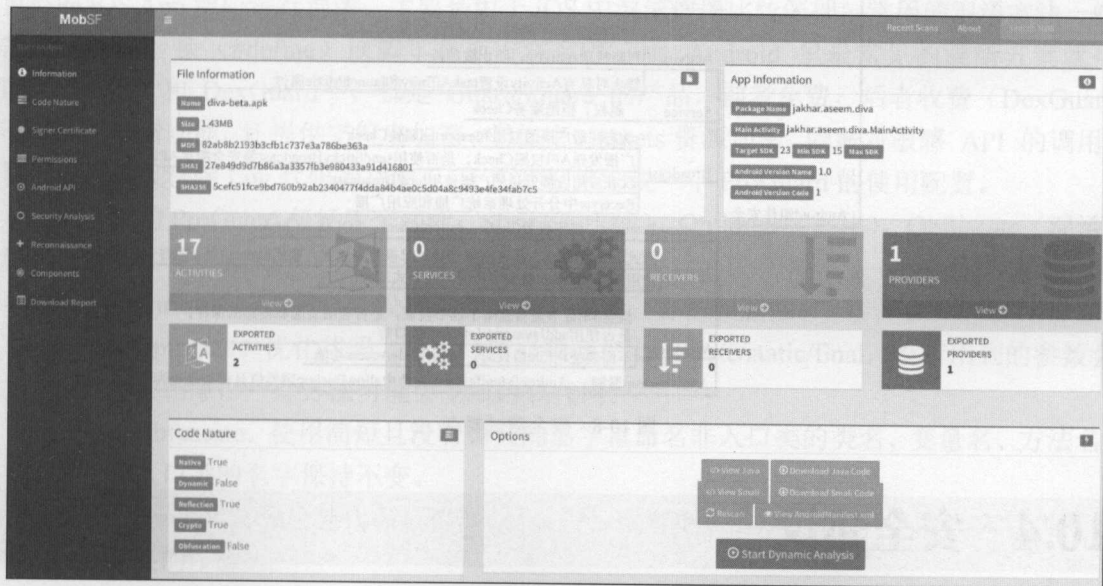 MobSF
Recent Scans About
Information
Code Nature
Signer Certificate
Permissions
Android API
Security Analysis
Reconnaissance
Components
Download Report
File Information
Name diva-beta.apk
Size 1.43MB
MD5 82ab8b2193b3cfb1c737e3a786be363a
SHA1 27e849d9d7b86a3a3357fb3e980433a91d416801
SHA256 5cefc51fce9bd760b92ab2340477f4dda84b4ae0c5d04a8c9493e4fe34fab7c5
App Information
Package Name jakhar.aseem.diva
Main Activity jakhar.aseem.diva.MainActivity
Target SDK 23 Min SDK 15 Max SDK
Android Version Name 1.0
Android Version Code 1
17
ACTIVITIES
View
0
SERVICES
View
0
RECEIVERS
View
1
PROVIDERS
View
EXPORTED
ACTIVITIES
2
EXPORTED
SERVICES
0
EXPORTED
RECEIVERS
0
EXPORTED
PROVIDERS
1
Code Nature
Native True
Dynamic False
Reflection True
Crypto True
Obfuscation False
Options
View Java Download Java Code
View Smali Download Smali Code
Rescan View AndroidManifest.xml
Start Dynamic Analysis